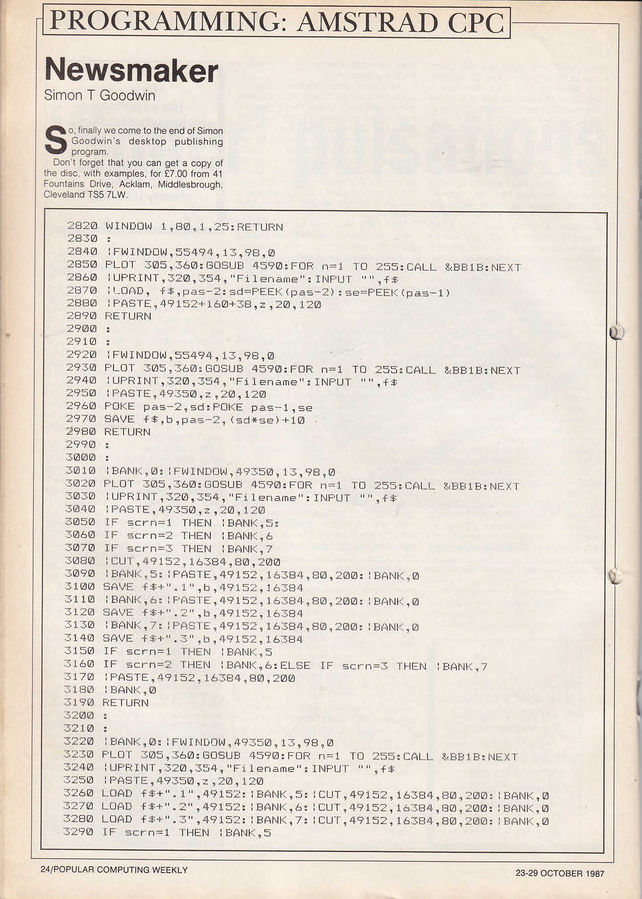 PROGRAMMING: AMSTRAD CPC
Newsmaker
Simon T Goodwin
So, finally we come to the end of Simon
Goodwin's desktop publishing
program.
Don't forget that you can get a copy of
the disc, with examples, for £7.00 from 41
Fountains Drive, Acklam, Middlesbrough,
Cleveland TS5 7LW.
2820 WINDOW 1,80,1,25:RETURN
2830 :
2840 |FWINDOW,55494,13,98,0
2850 PLOT 305,360:GOSUB 4590:FOR n=1 TO 255:CALL &BB1B:NEXT
2860 |UPRINT,320,354,"Filename":INPUT "",f$
2870 |LOAD, f$,pas-2:sd=PEEK(pas-2):se=PEEK(pas-1)
2880 |PASTE,49152+160+38,z,20,120
2890 RETURN
2900 :
2910 :
2920 |FWINDOW,55494,13,98,0
2930 PLOT 305,360:GOSUB 4590:FOR n=1 TO 255:CALL &BB1B:NEXT
2940 |UPRINT,320,354,"Filename":INPUT "",f$
2950 |PASTE,49350,z,20,120
2960 POKE pas-2,sd:POKE pas-1,se
2970 SAVE f$,b,pas-2,(sd*se)+10
2980 RETURN
2990 :
3000 :
3010 |BANK,0:|FWINDOW,49350,13,98,0
3020 PLOT 305,360:GOSUB 4590:FOR n=1 TO 255:CALL &BB1B:NEXT
3030 |UPRINT,320,354,"Filename":INPUT "",f$
3040 |PASTE,49350,z,20,120
3050 IF scrn=1 THEN |BANK,5:
3060 IF scrn=2 THEN |BANK,6
3070 IF scrn=3 THEN |BANK,7
3080 |CUT,49152,16384,80,200
3090 |BANK,5:|PASTE,49152,16384,80,200:|BANK,0
3100 SAVE f$+".1",b,49152,16384
3110 |BANK,6:|PASTE,49152,16384,80,200:|BANK,0
3120 SAVE f$+".2",b,49152,16384
3130 |BANK,7:|PASTE,49152,16384,80,200:|BANK,0
3140 SAVE f$+".3",b,49152,16384
3150 IF scrn=1 THEN |BANK,5
3160 IF scrn=2 THEN |BANK,6:ELSE IF scrn=3 THEN |BANK,7
3170 |PASTE,49152,16384,80,200
3180 |BANK,0
3190 RETURN
3200 :
3210 :
3220 |BANK,0:|FWINDOW,49350,13,98,0
3230 PLOT 305,360:GOSUB 4590:FOR n=1 TO 255:CALL &BB1B:NEXT
3240 |UPRINT,320,354,"Filename":INPUT "",f$
3250 |PASTE,49350,z,20,120
3260 LOAD f$+".1",49152:|BANK,5:|CUT,49152,16384,80,200:|BANK,0
3270 LOAD f$+".2",49152:|BANK,6:|CUT,49152,16384,80,200:|BANK,0
3280 LOAD f$+".3",49152:|BANK,7:|CUT,49152,16384,80,200:|BANK,0
3290 IF scrn=1 THEN |BANK,5
24/POPULAR COMPUTING WEEKLY
23-29 OCTOBER 1987